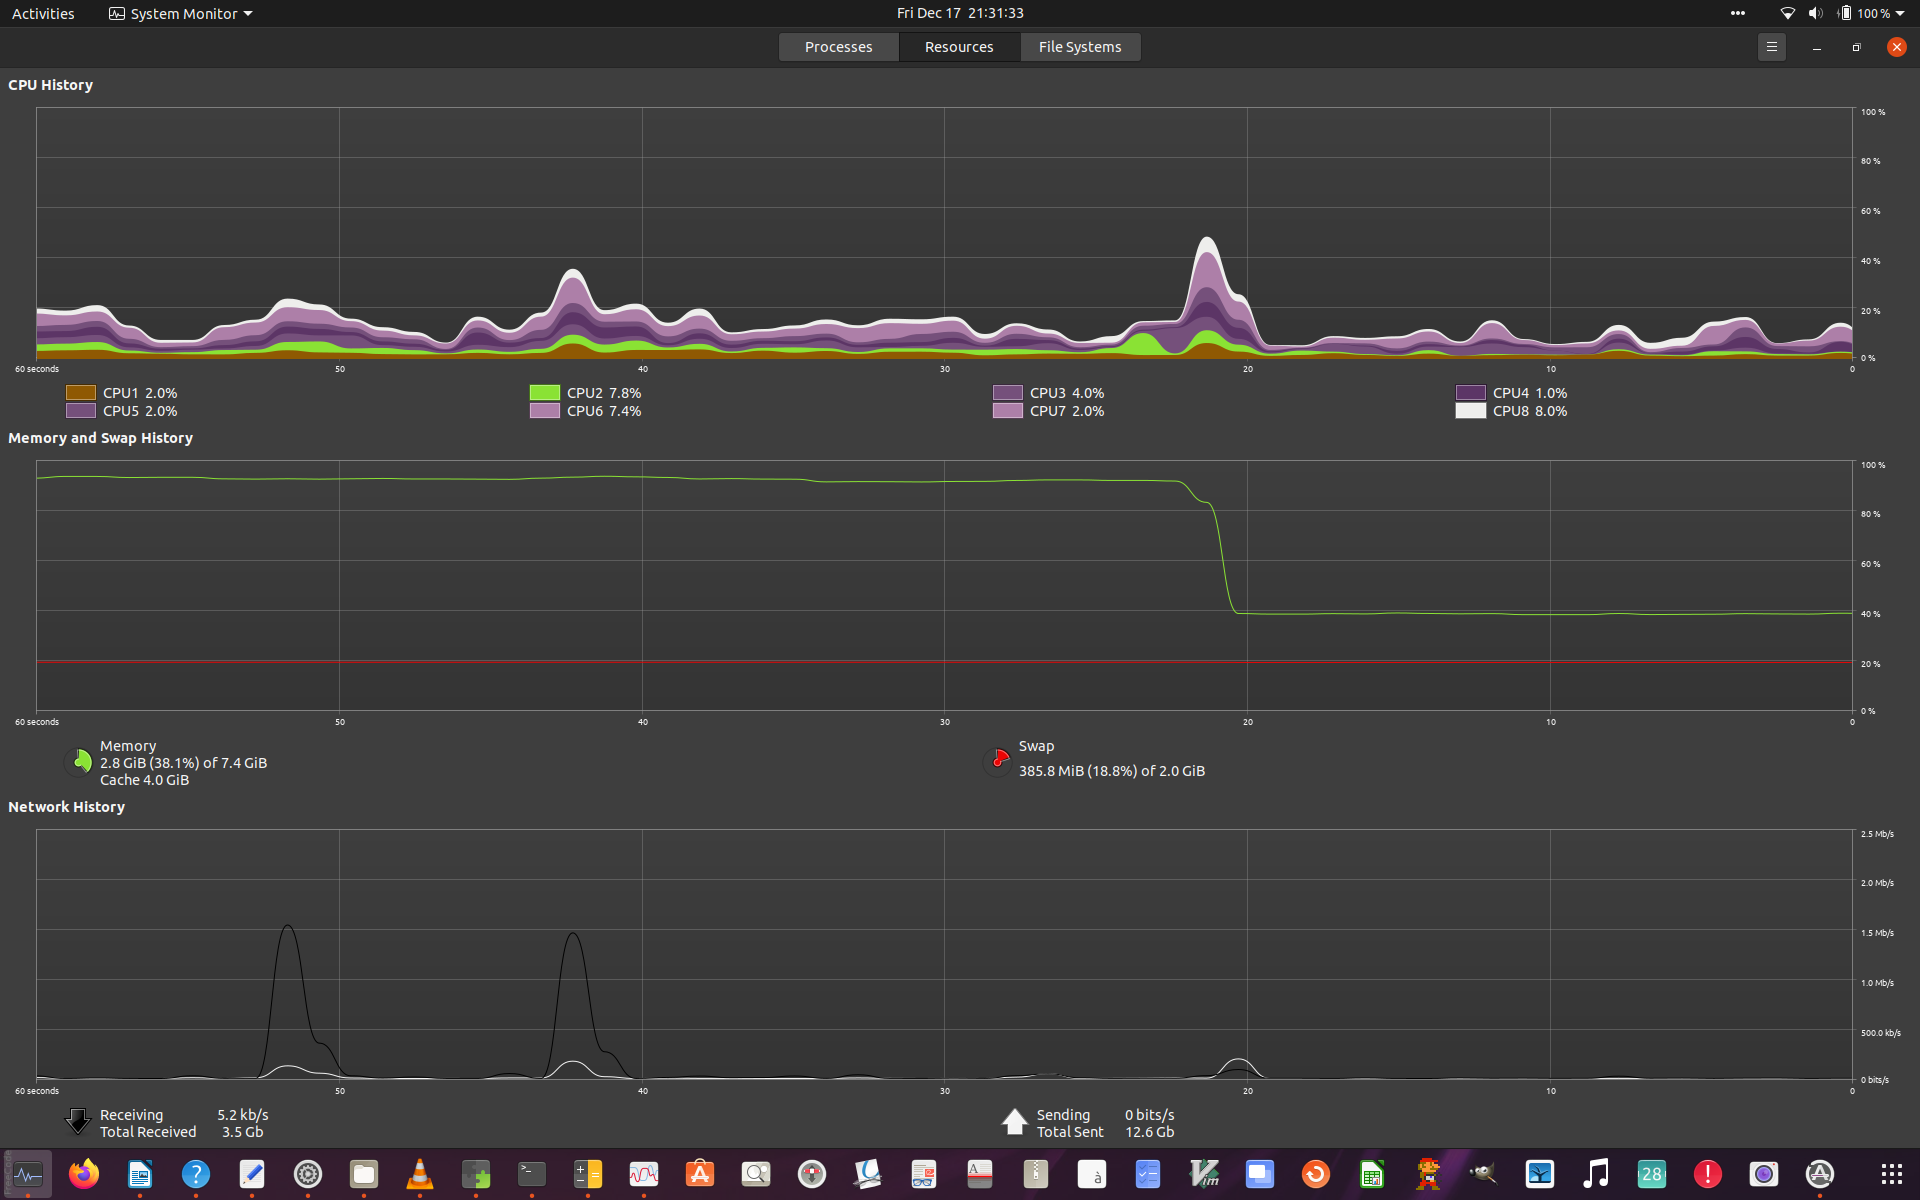 Activities System Monitor Fri Dec 17 21:31:33 100 %
Processes Resources File Systems
CPU History
100 %
80 %
60 %
40 %
20 %
0 %
60 seconds 50 40 30 20 10 0
CPU1 2.0% CPU2 7.8% CPU3 4.0% CPU4 1.0%
CPU5 2.0% CPU6 7.4% CPU7 2.0% CPU8 8.0%
Memory and Swap History
100 %
80 %
60 %
40 %
20 %
0 %
60 seconds 50 40 30 20 10 0
Memory
2.8 GiB (38.1%) of 7.4 GiB
Cache 4.0 GiB
Swap
385.8 MiB (18.8%) of 2.0 GiB
Network History
2.5 Mb/s
2.0 Mb/s
1.5 Mb/s
1.0 Mb/s
500.0 kb/s
0 bits/s
60 seconds 50 40 30 20 10 0
Receiving 5.2 kb/s
Total Received 3.5 Gb
Sending 0 bits/s
Total Sent 12.6 Gb
28